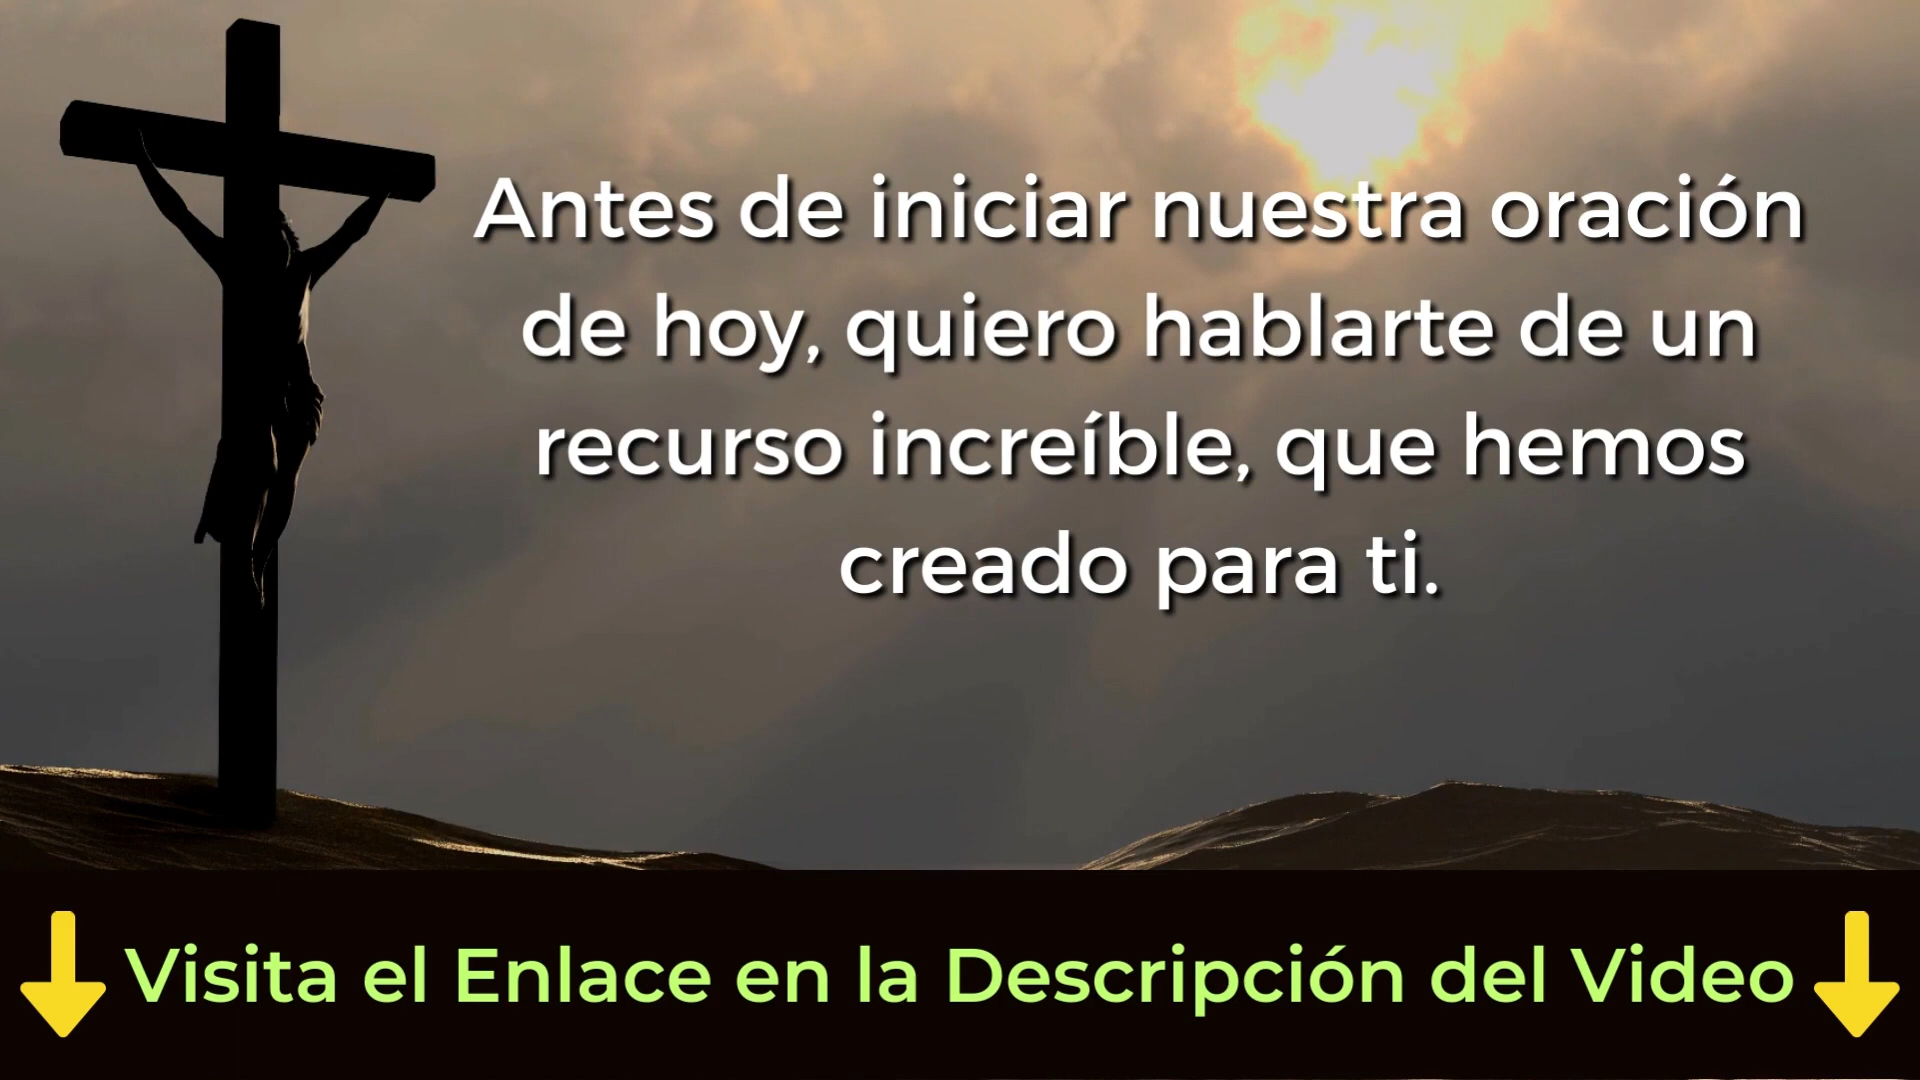 Antes de iniciar nuestra oración
de hoy, quiero hablarte de un
recurso increíble, que hemos
creado para ti.
Visita el Enlace en la Descripción del Video